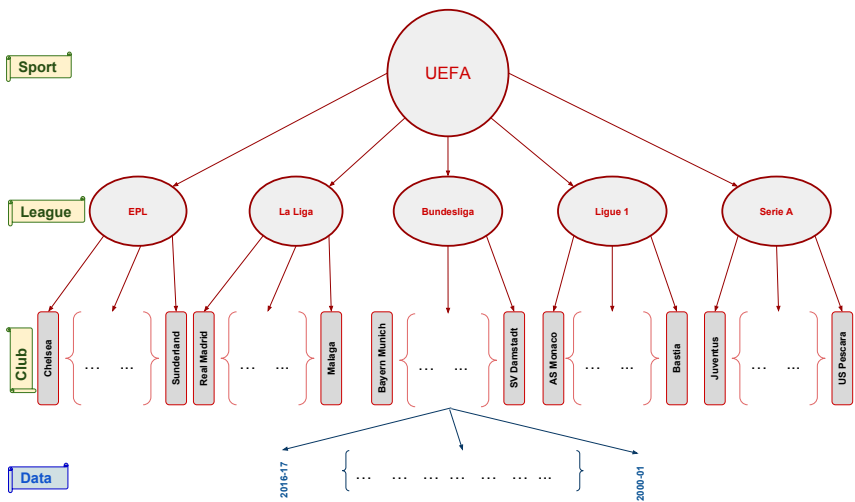 Sport
UEFA
League
EPL
La Liga
Bundesliga
Ligue 1
Serie A
Club
Chelsea
... ...
Sunderland
Real Madrid
... ...
Malaga
Bayern Munich
... ...
SV Damstadt
AS Monaco
... ...
Bastia
Juventus
... ...
US Pescara
Data
2016-17
... ... ... ... ... ... ...
2000-01